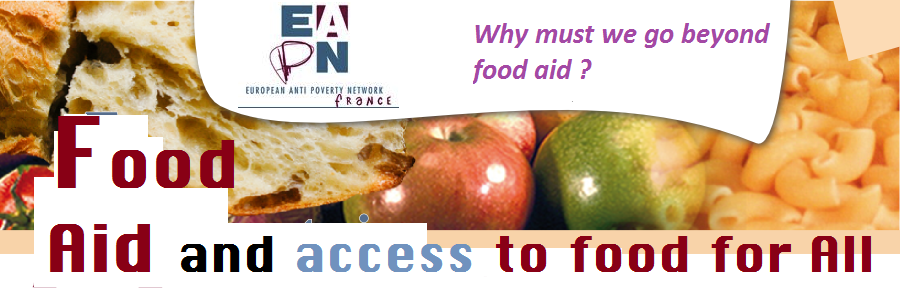 EAPN
EUROPEAN ANTI POVERTY NETWORK
france
Why must we go beyond
food aid ?
Food
Aid and access to food for All